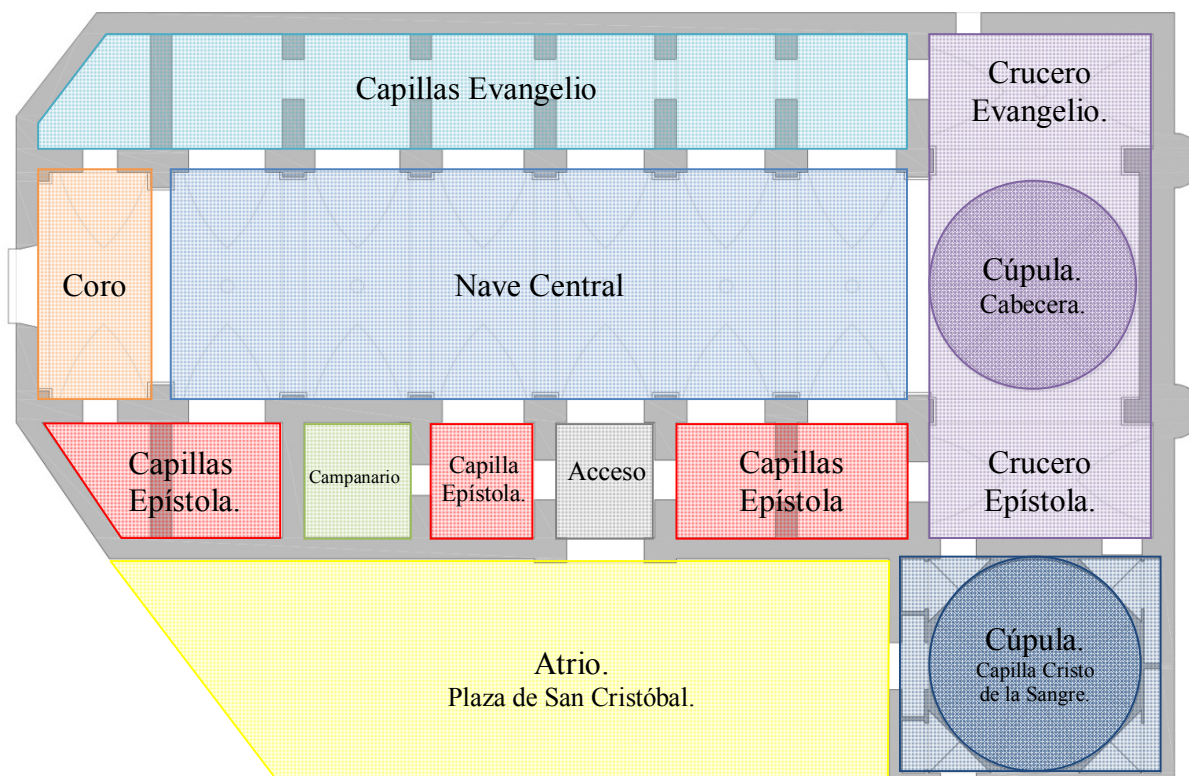 Capillas Evangelio
Crucero
Evangelio.
Coro
Nave Central
Cúpula.
Cabecera.
Capillas
Epístola.
Campanario
Capilla
Epístola.
Acceso
Capillas
Epístola
Crucero
Epístola.
Atrio.
Plaza de San Cristóbal.
Cúpula.
Capilla Cristo
de la Sangre.